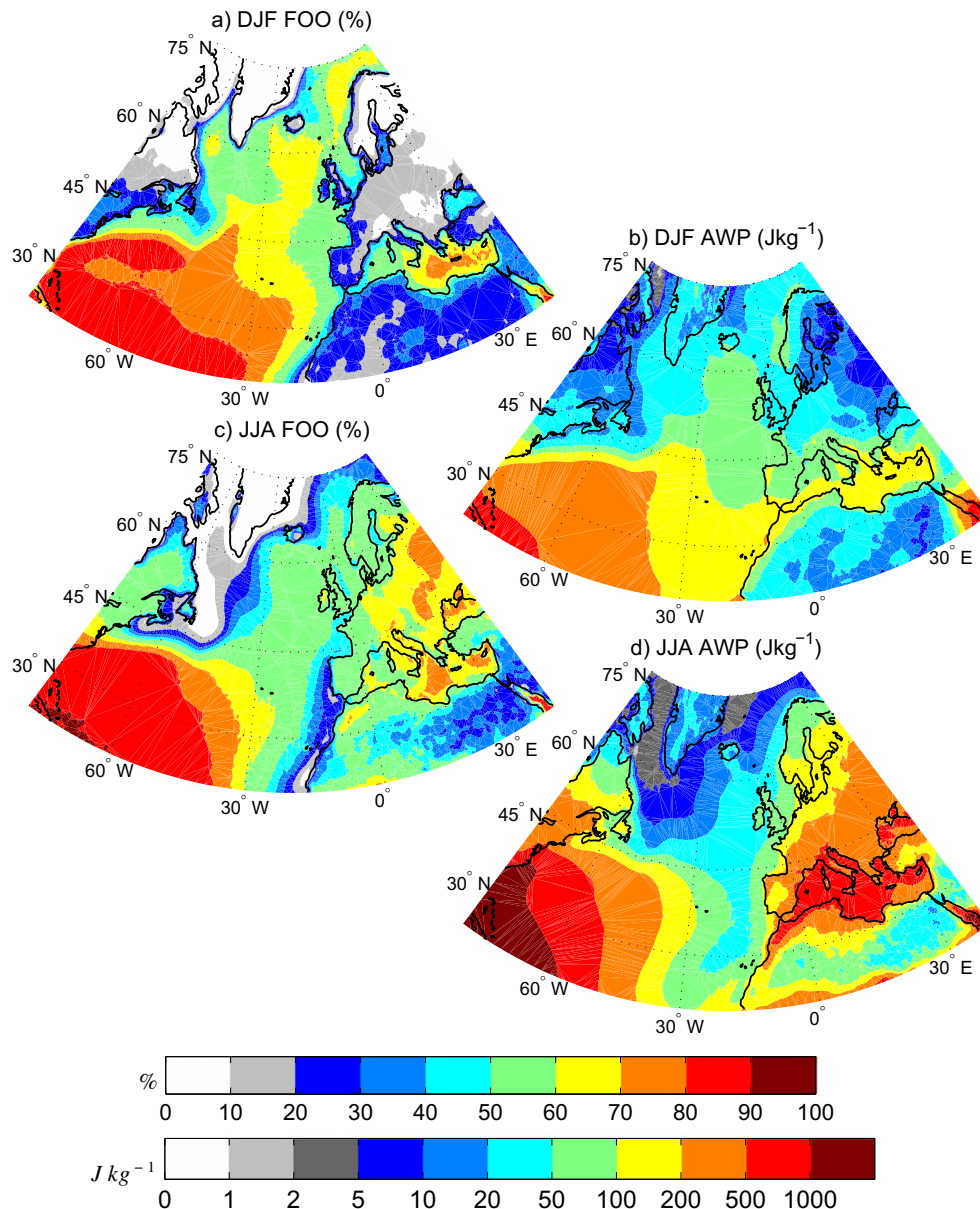 a) DJF FOO (%)
75° N
60° N
45° N
30° N
60° W
30° W
0°
30° E
b) DJF AWP (Jkg⁻¹)
75° N
60° N
45° N
30° N
60° W
30° W
0°
30° E
c) JJA FOO (%)
75° N
60° N
45° N
30° N
60° W
30° W
0°
30° E
d) JJA AWP (Jkg⁻¹)
75° N
60° N
45° N
30° N
60° W
30° W
0°
30° E
%
0 10 20 30 40 50 60 70 80 90 100
J kg⁻¹
0 1 2 5 10 20 50 100 200 500 1000